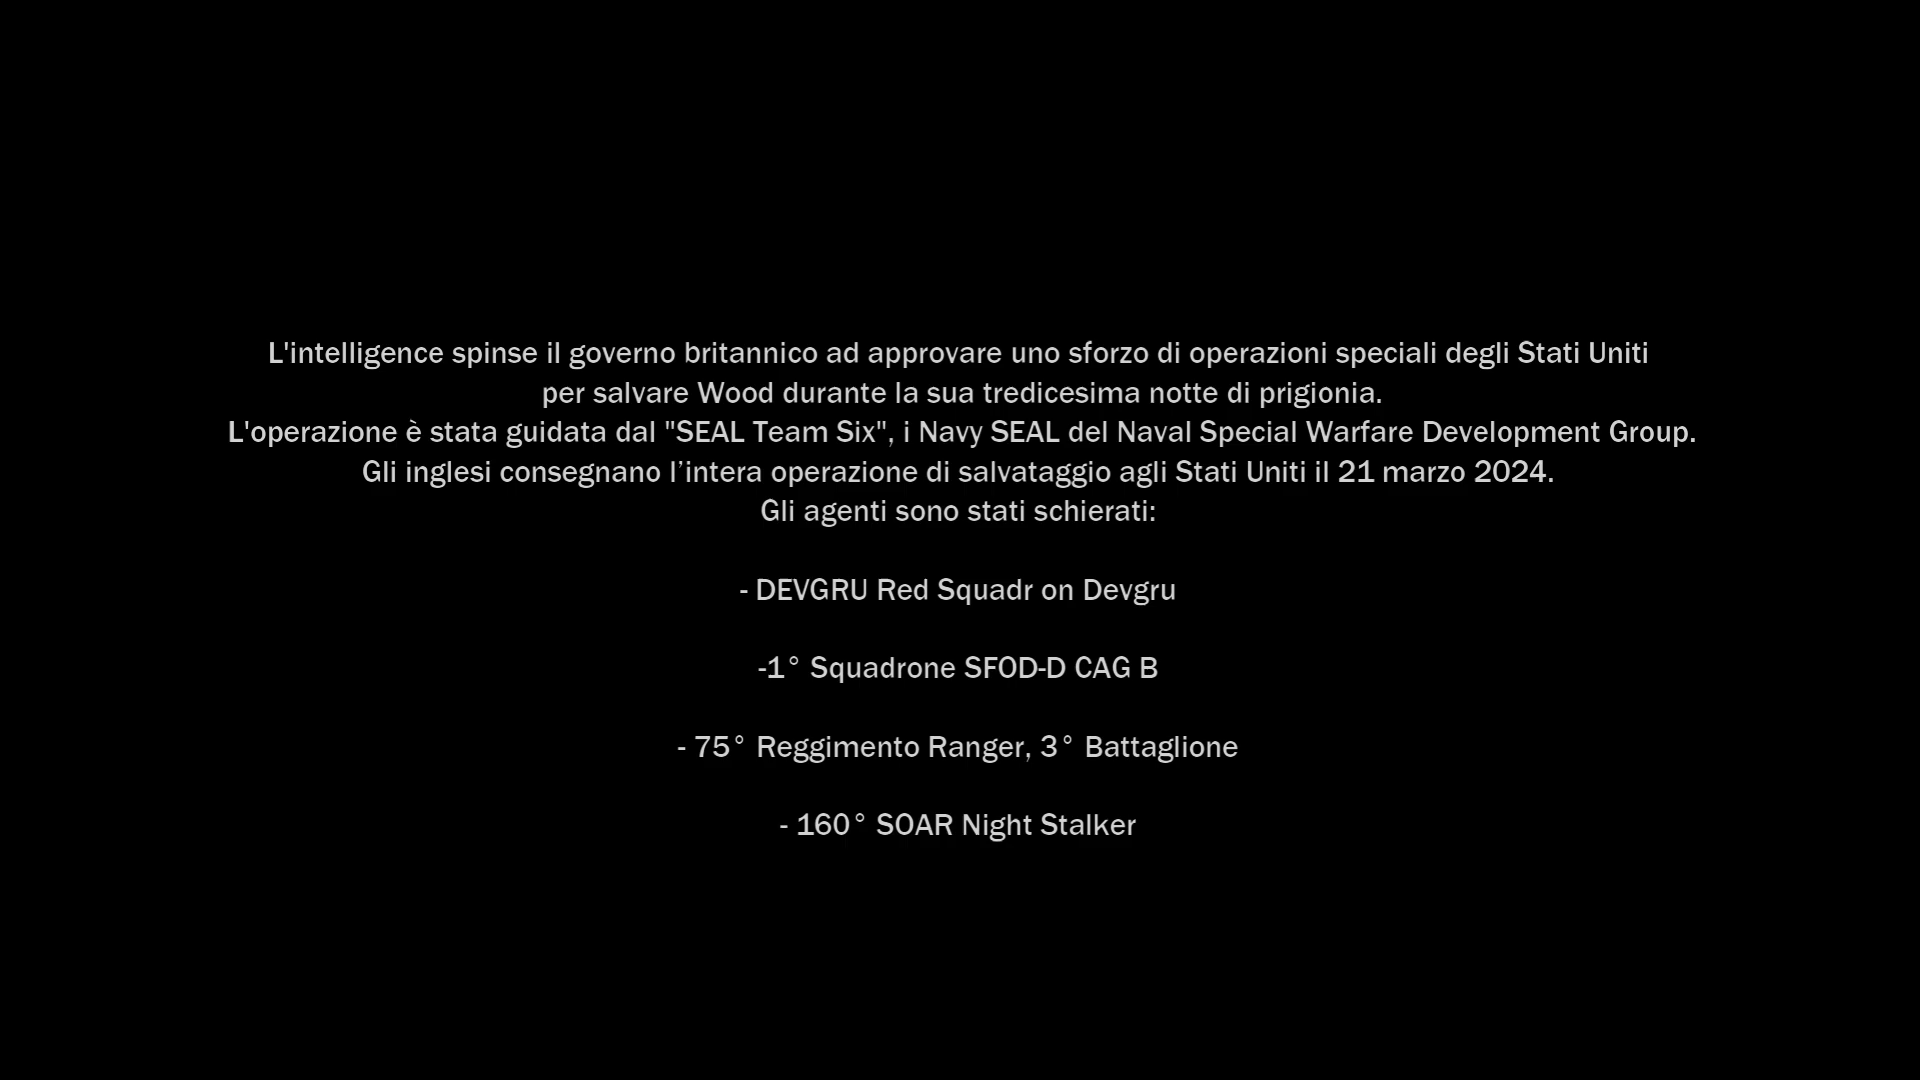 L'intelligence spinse il governo britannico ad approvare uno sforzo di operazioni speciali degli Stati Uniti
per salvare Wood durante la sua tredicesima notte di prigionia.
L'operazione è stata guidata dal "SEAL Team Six", i Navy SEAL del Naval Special Warfare Development Group.
Gli inglesi consegnano l’intera operazione di salvataggio agli Stati Uniti il 21 marzo 2024.
Gli agenti sono stati schierati:
- DEVGRU Red Squadr on Devgru
-1° Squadrone SFOD-D CAG B
- 75° Reggimento Ranger, 3° Battaglione
- 160° SOAR Night Stalker